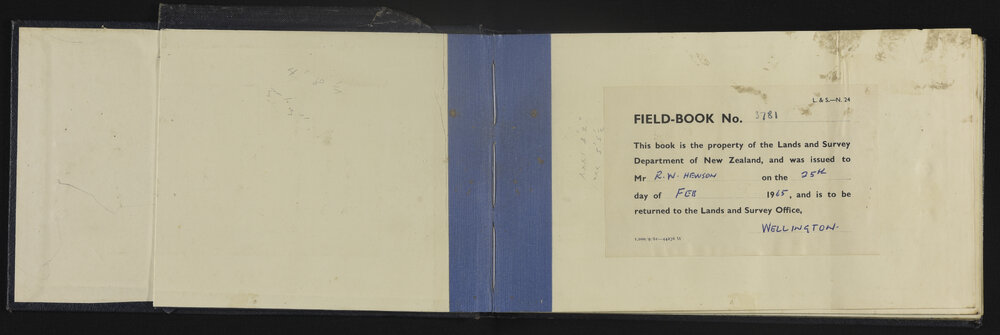 L. & S.—N. 24
FIELD-BOOK No. 3781
This book is the property of the Lands and Survey
Department of New Zealand, and was issued to
Mr R.W. HEWSON on the 25th
day of FEB 1965, and is to be
returned to the Lands and Survey Office,
WELLINGTON.